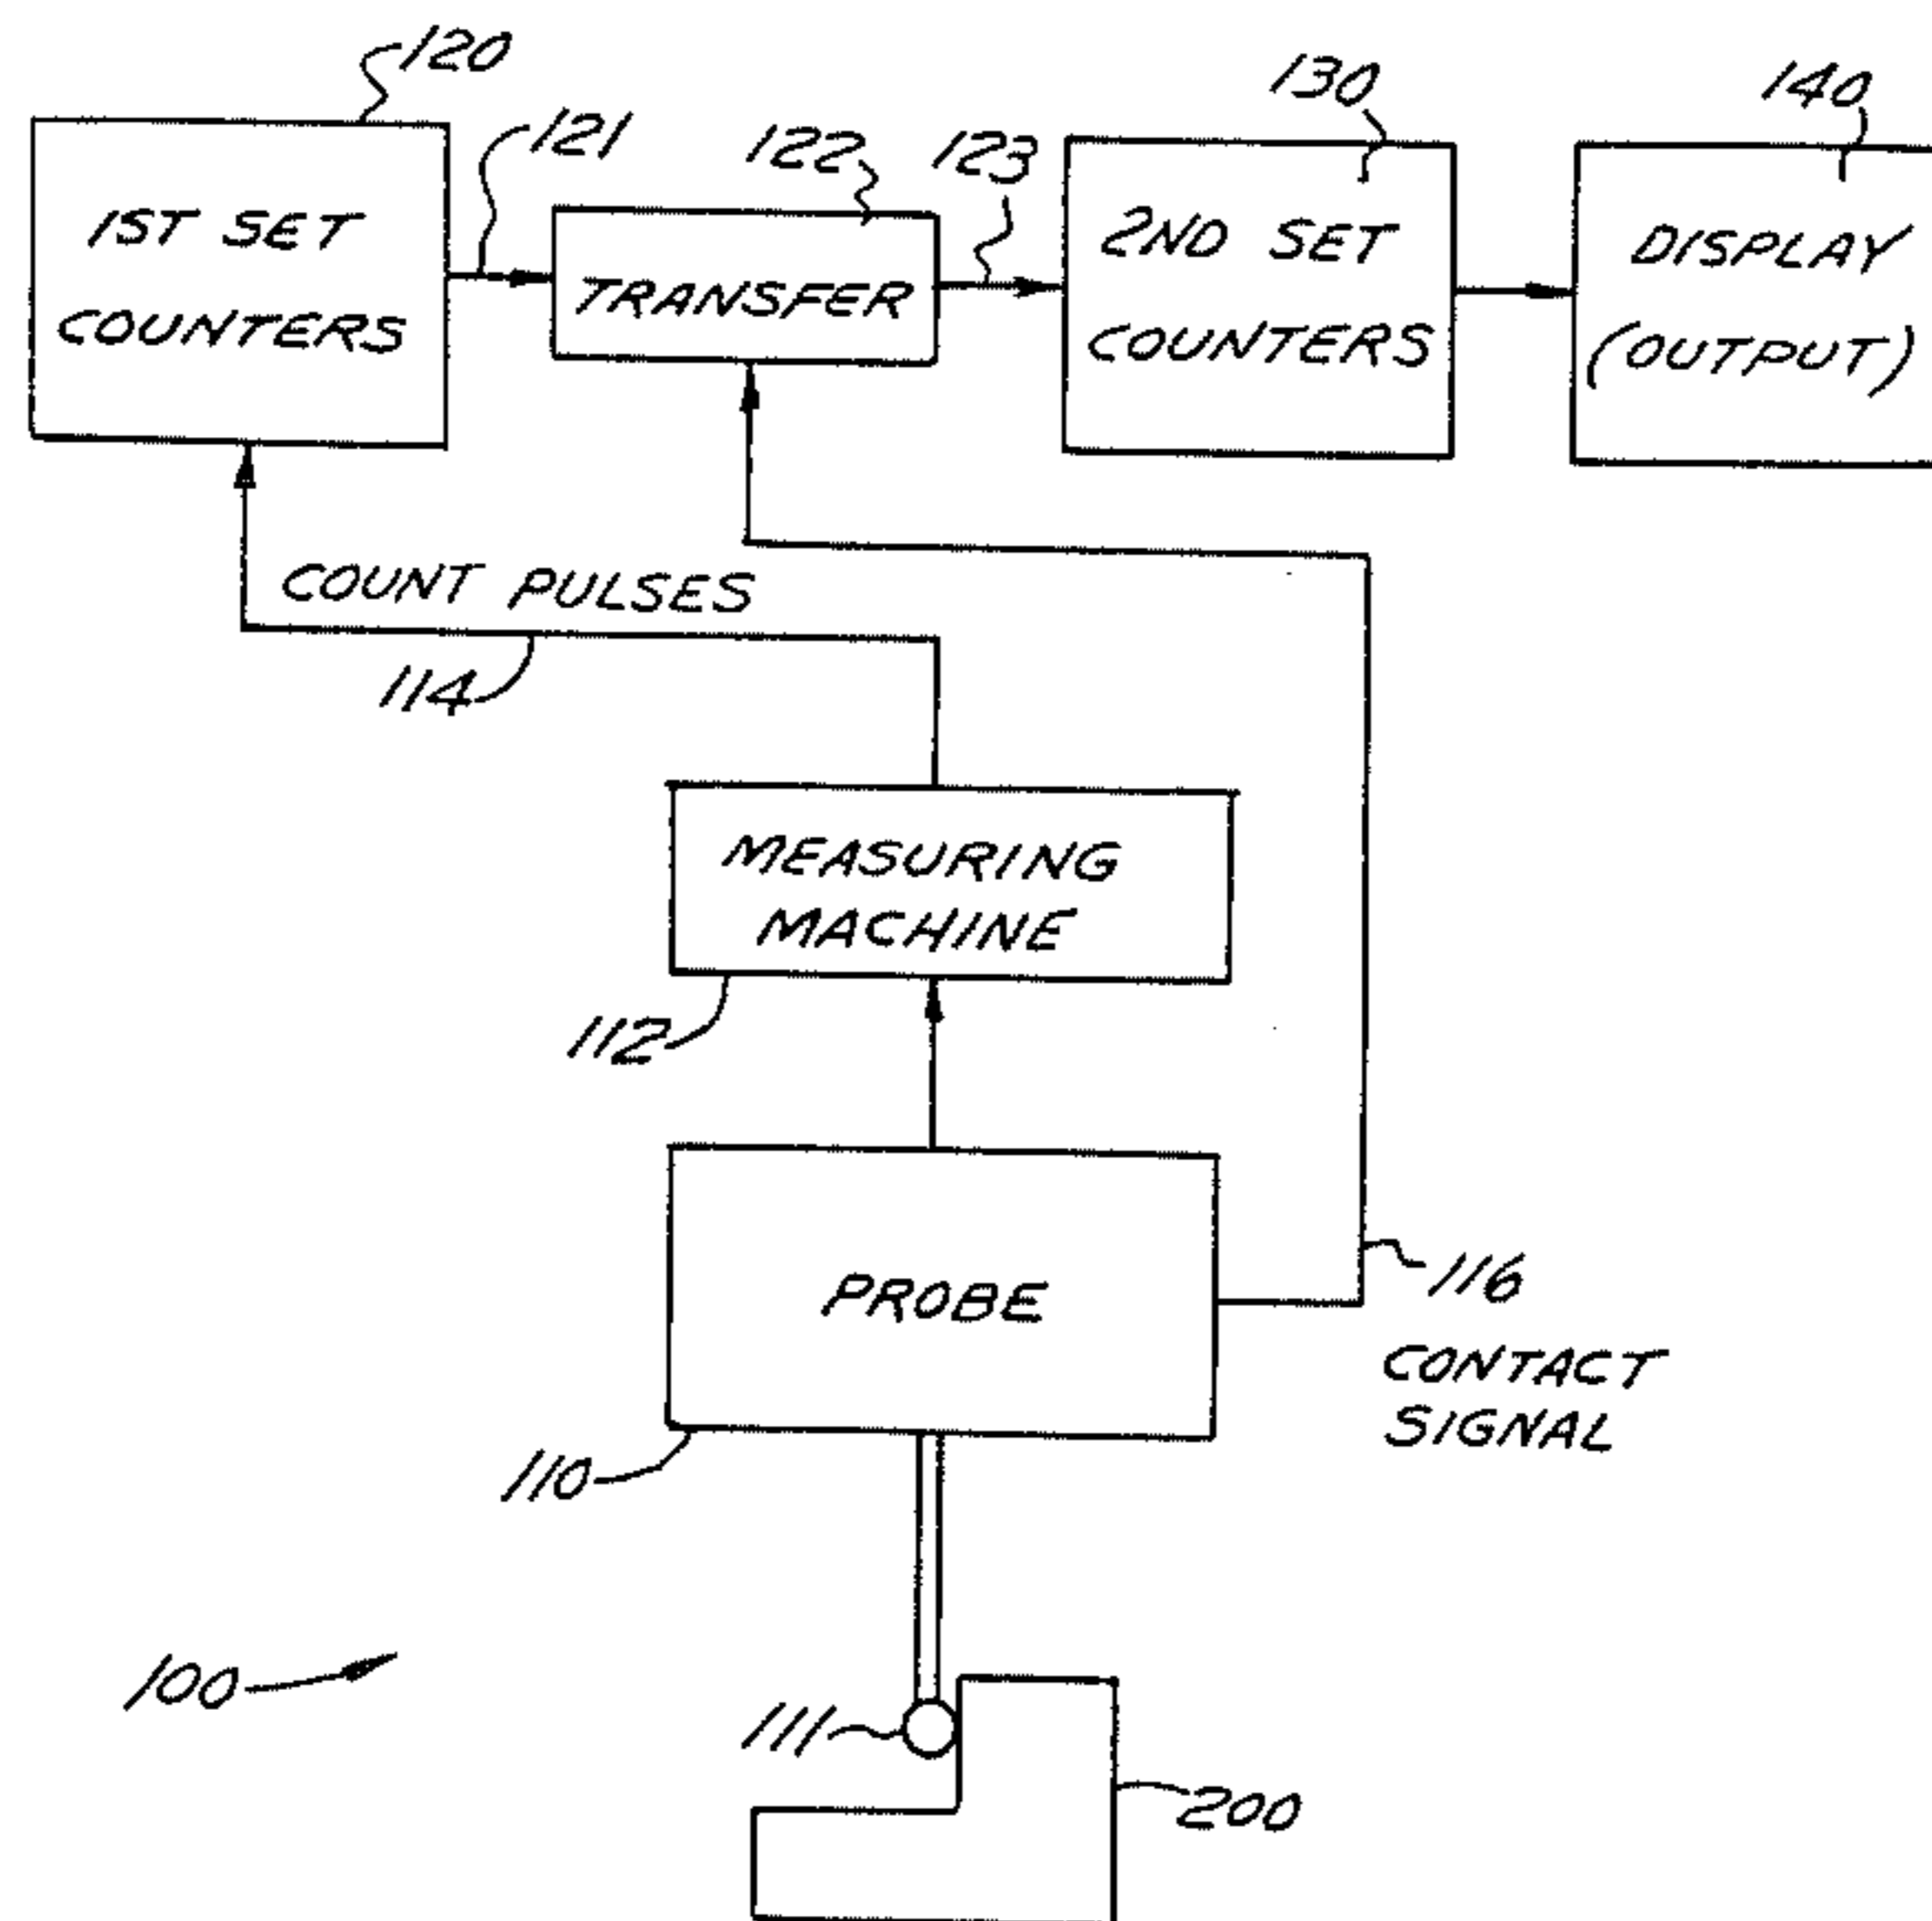 120
121
122
123
130
140
1ST SET
COUNTERS
TRANSFER
2ND SET
COUNTERS
DISPLAY
(OUTPUT)
COUNT PULSES
114
MEASURING
MACHINE
112
PROBE
116
CONTACT
SIGNAL
110
100
111
200